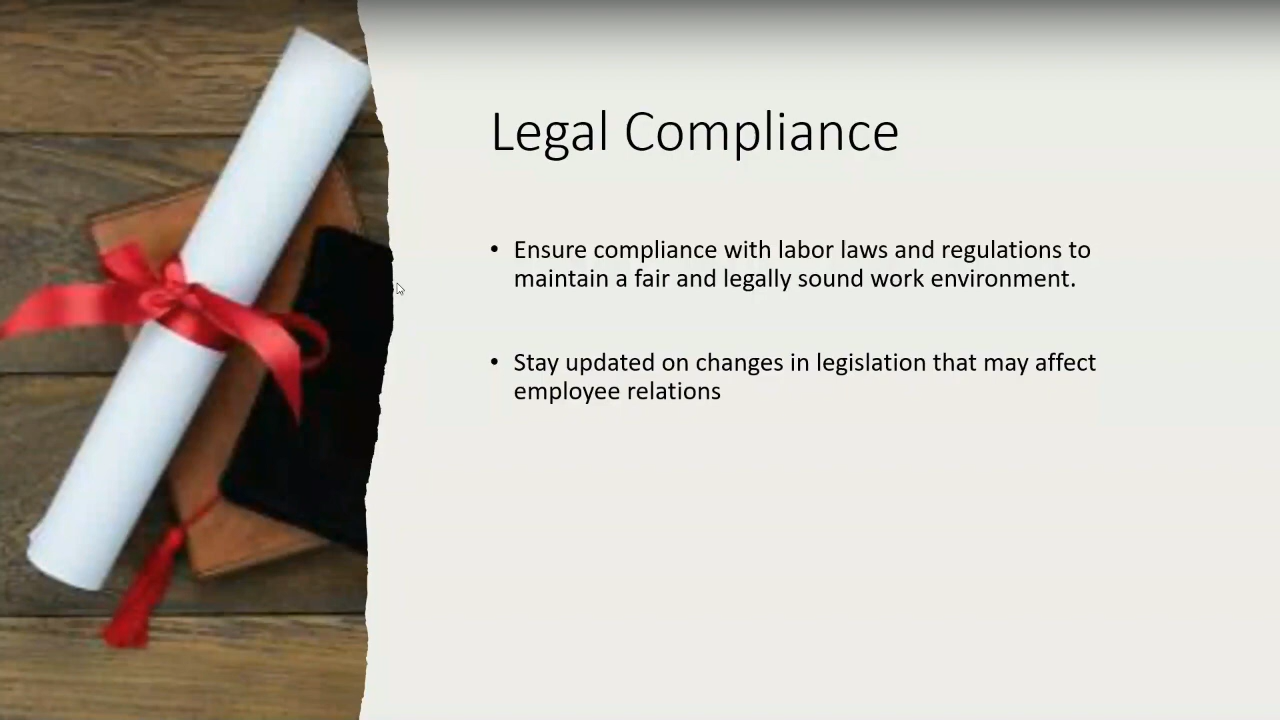 Legal Compliance
• Ensure compliance with labor laws and regulations to
maintain a fair and legally sound work environment.
• Stay updated on changes in legislation that may affect
employee relations